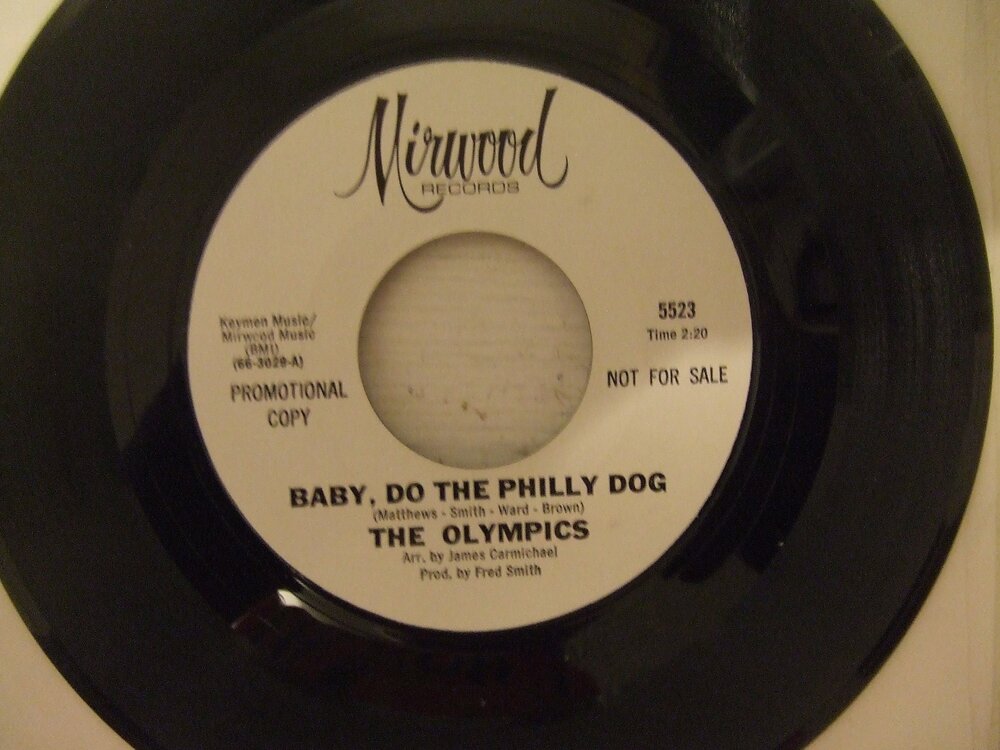 Mirwood
RECORDS
Keymen Music/
Mirwood Music
(BMI)
(66-3029-A)
PROMOTIONAL
COPY
5523
Time 2:20
NOT FOR SALE
BABY, DO THE PHILLY DOG
(Matthews - Smith - Ward - Brown)
THE OLYMPICS
Arr. by James Carmichael
Prod. by Fred Smith